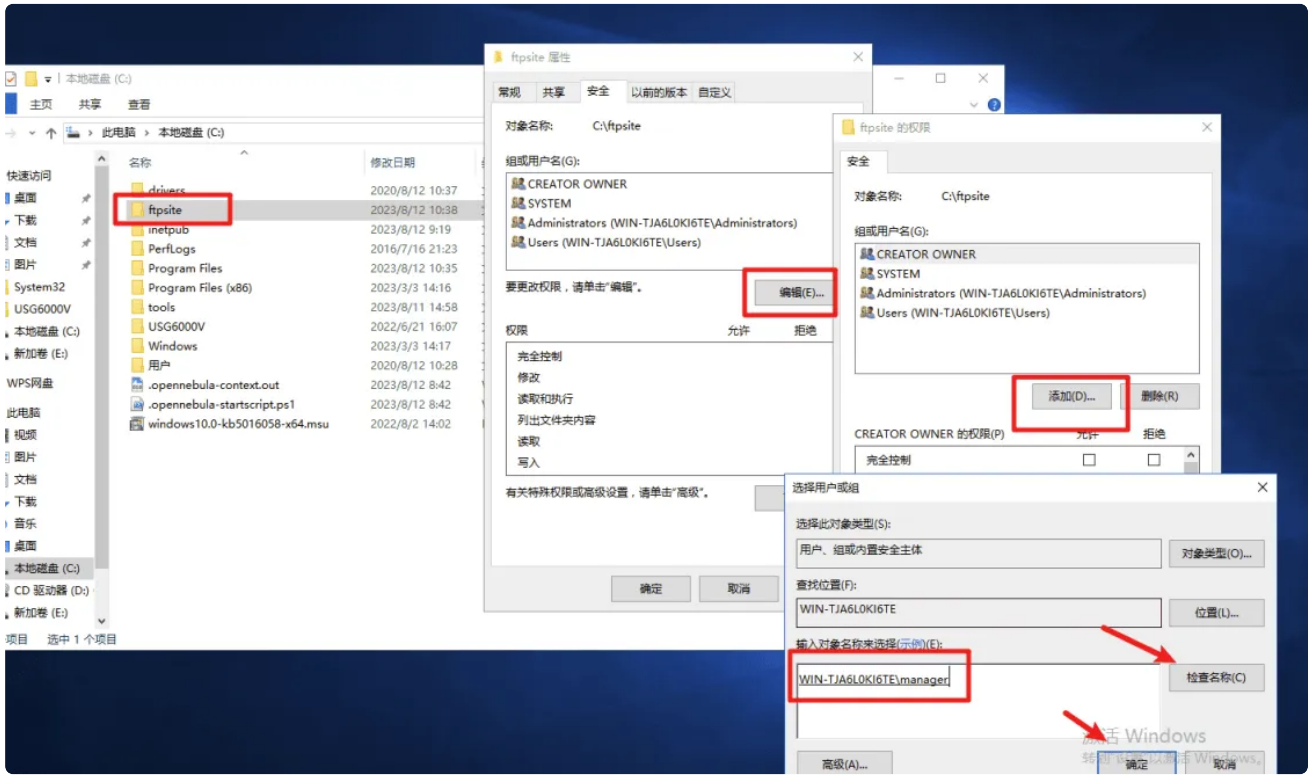 本地磁盘 (C:)
主页 共享 查看
此电脑 › 本地磁盘 (C:)
快速访问
桌面
下载
文档
图片
System32
USG6000V
本地磁盘 (C:)
新加卷 (E:)
WPS网盘
此电脑
视频
图片
文档
下载
音乐
桌面
本地磁盘 (C:)
CD 驱动器 (D:)
新加卷 (E:)
项目 选中 1 个项目
名称 修改日期
drivers 2020/8/12 10:37
ftpsite 2023/8/12 10:38
inetpub 2023/8/12 9:19
PerfLogs 2016/7/16 21:23
Program Files 2023/8/12 10:35
Program Files (x86) 2023/3/3 14:16
tools 2023/8/11 14:58
USG6000V 2022/6/21 16:07
Windows 2023/3/3 14:17
用户 2020/8/12 10:28
.opennebula-context.out 2023/8/12 8:42
.opennebula-startscript.ps1 2023/8/12 8:42
windows10.0-kb5016058-x64.msu 2022/8/2 14:02
ftpsite 属性
常规 共享 安全 以前的版本 自定义
对象名称: C:\ftpsite
组或用户名(G):
CREATOR OWNER
SYSTEM
Administrators (WIN-TJA6L0KI6TE\Administrators)
Users (WIN-TJA6L0KI6TE\Users)
要更改权限，请单击"编辑"。
编辑(E)...
权限 允许 拒绝
完全控制
修改
读取和执行
列出文件夹内容
读取
写入
有关特殊权限或高级设置，请单击"高级"。
确定 取消
ftpsite 的权限
安全
对象名称: C:\ftpsite
组或用户名(G):
CREATOR OWNER
SYSTEM
Administrators (WIN-TJA6L0KI6TE\Administrators)
Users (WIN-TJA6L0KI6TE\Users)
添加(D)... 删除(R)
CREATOR OWNER 的权限(P) 允许 拒绝
完全控制
选择用户或组
选择此对象类型(S):
用户、组或内置安全主体
对象类型(O)...
查找位置(F):
WIN-TJA6L0KI6TE
位置(L)...
输入对象名称来选择(示例)(E):
WIN-TJA6L0KI6TE\manager
检查名称(C)
激活 Windows
转到"设置"以激活 Windows。
高级(A)... 确定 取消